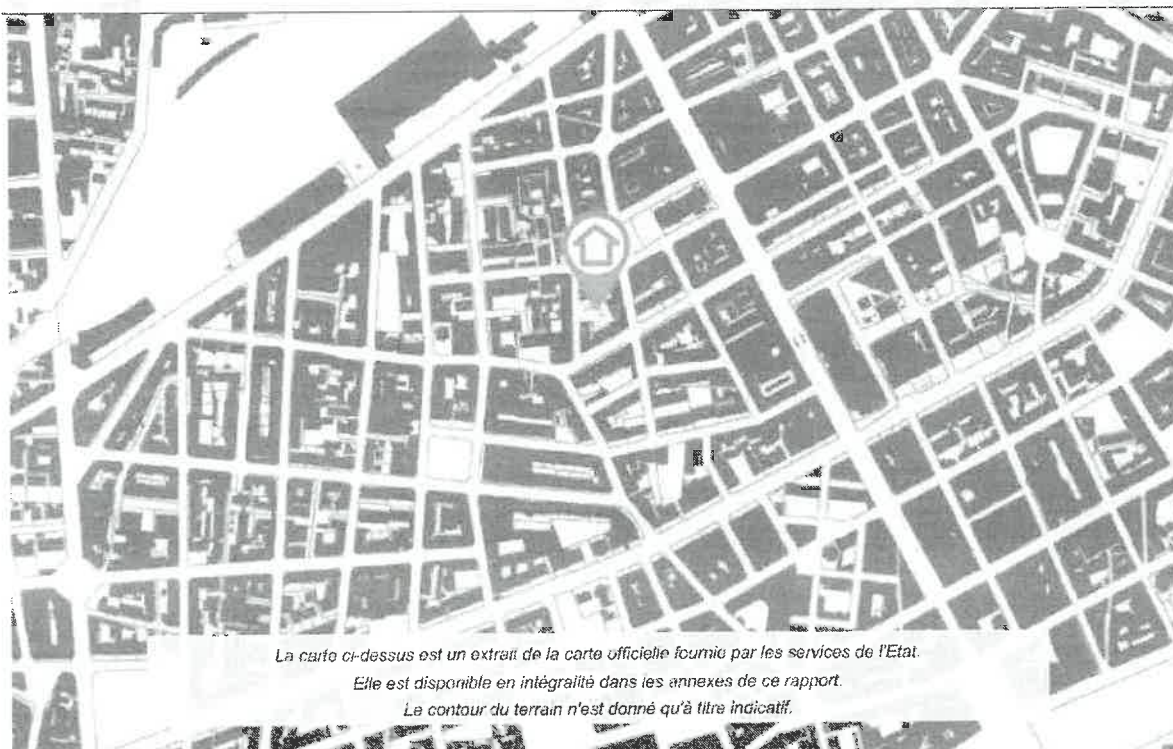 La carte ci-dessus est un extrait de la carte officielle fournie par les services de l'Etat.
Elle est disponible en intégralité dans les annexes de ce rapport.
Le contour du terrain n'est donné qu'à titre indicatif.